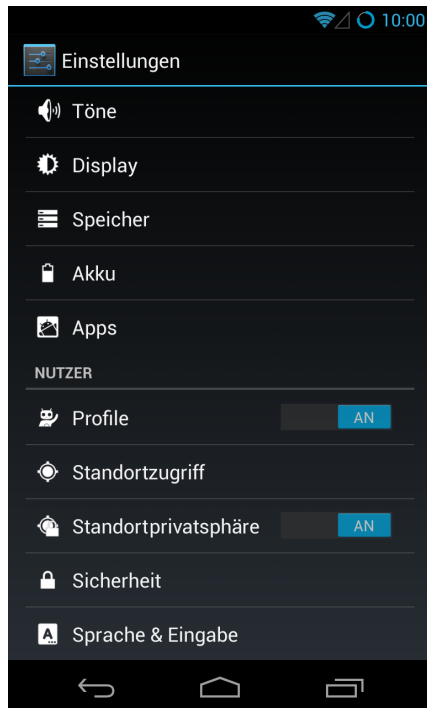 10:00
Einstellungen
Töne
Display
Speicher
Akku
Apps
NUTZER
Profile AN
Standortzugriff
Standortprivatsphäre AN
Sicherheit
A Sprache & Eingabe